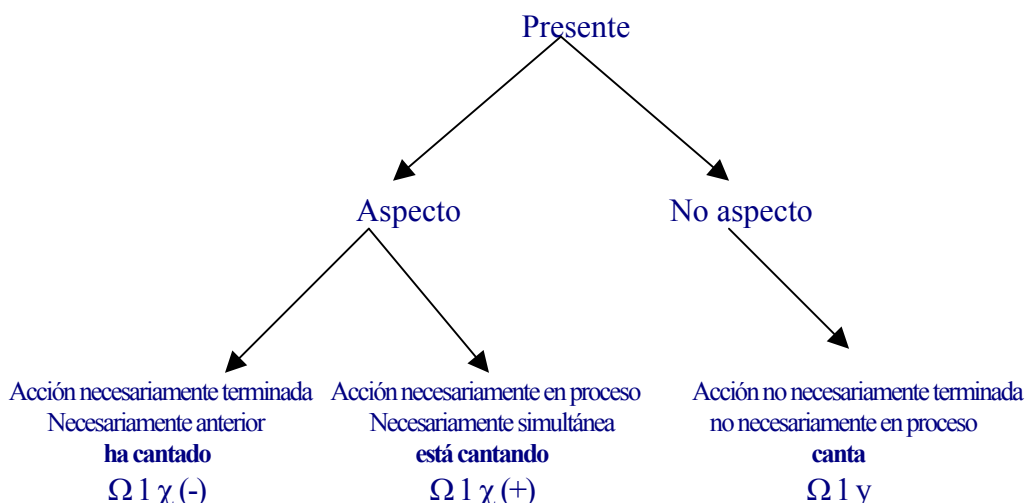 Presente
Aspecto
No aspecto
Acción necesariamente terminada
Necesariamente anterior
ha cantado
Ω 1 χ (-)
Acción necesariamente en proceso
Necesariamente simultánea
está cantando
Ω 1 χ (+)
Acción no necesariamente terminada
no necesariamente en proceso
canta
Ω 1 y